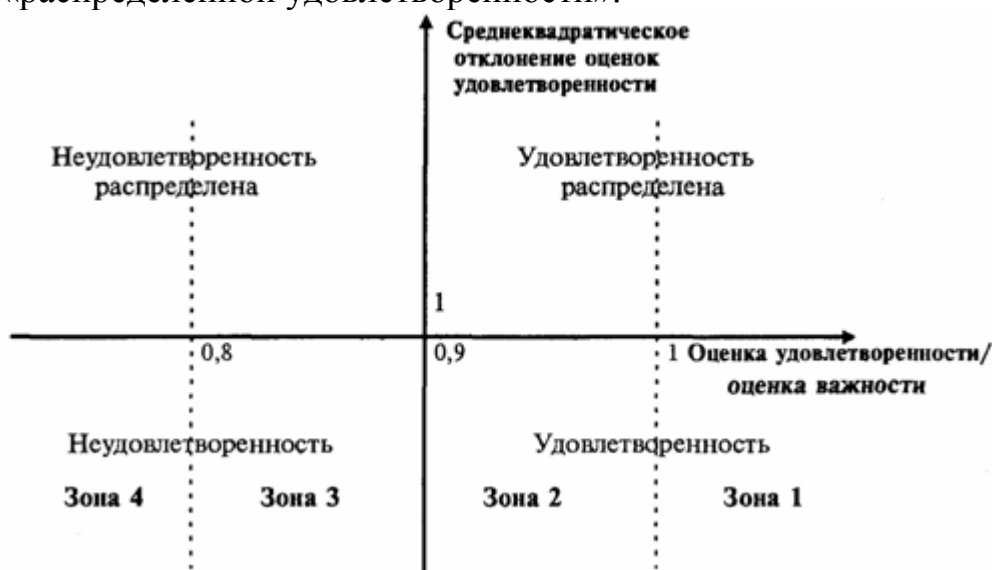 «распределенной удовлетворенности».
Среднеквадратическое
отклонение оценок
удовлетворенности
Неудовлетворенность
распределена
Удовлетворенность
распределена
1
0,8
0,9
1 Оценка удовлетворенности/
оценка важности
Неудовлетворенность
Удовлетворенность
Зона 4
Зона 3
Зона 2
Зона 1